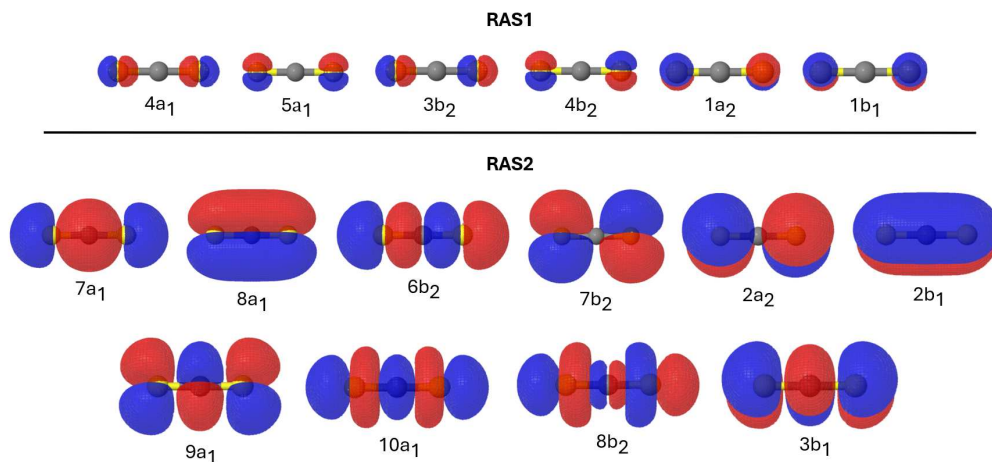 RAS1
4a₁ 5a₁ 3b₂ 4b₂ 1a₂ 1b₁
RAS2
7a₁ 8a₁ 6b₂ 7b₂ 2a₂ 2b₁
9a₁ 10a₁ 8b₂ 3b₁